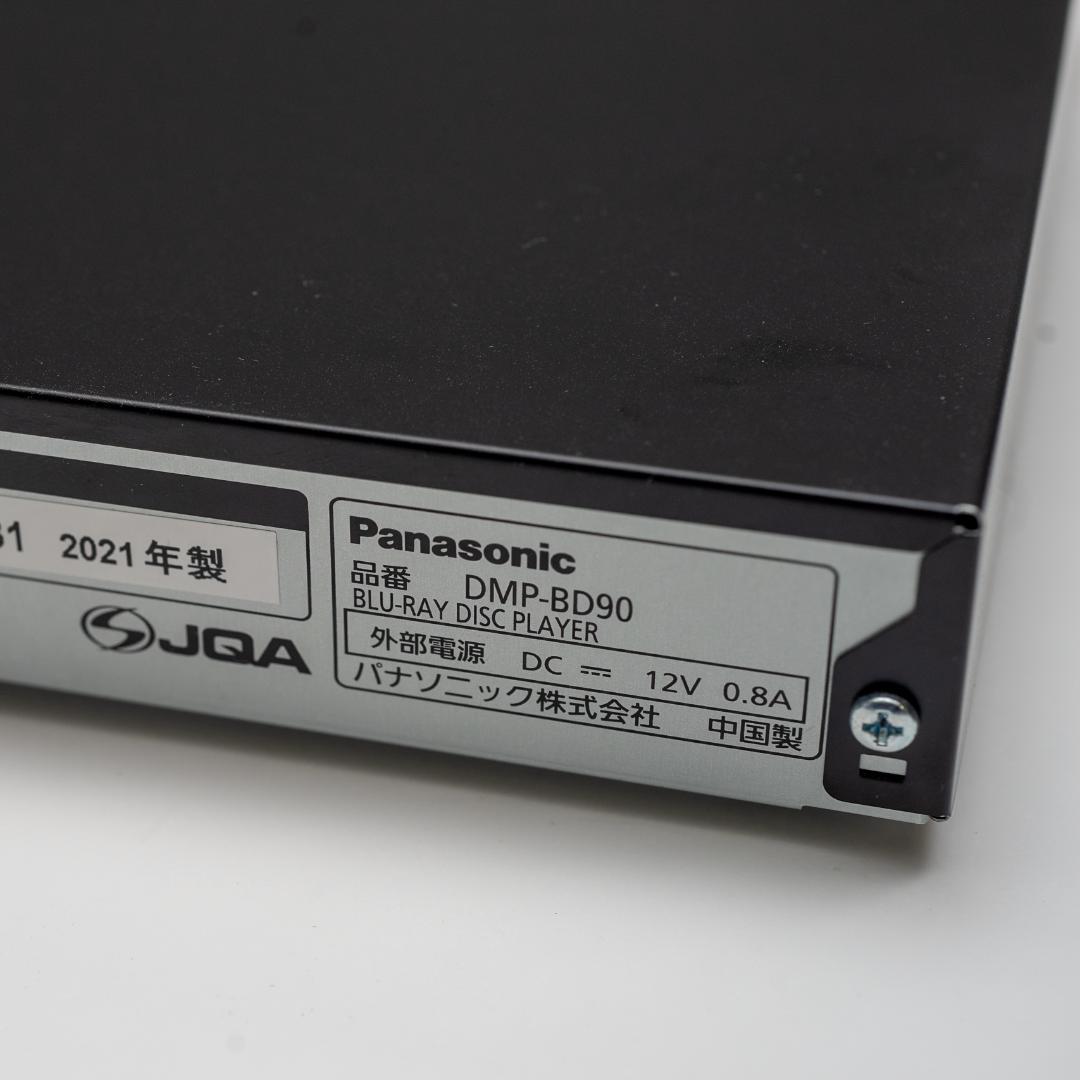 2021年製
JQA
Panasonic
品番 DMP-BD90
BLU-RAY DISC PLAYER
外部電源 DC ⎓ 12V 0.8A
パナソニック株式会社 中国製